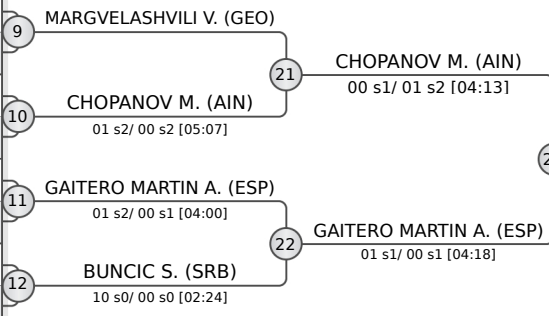 9
MARGVELASHVILI V. (GEO)
21
CHOPANOV M. (AIN)
00 s1/ 01 s2 [04:13]
10
CHOPANOV M. (AIN)
01 s2/ 00 s2 [05:07]
11
GAITERO MARTIN A. (ESP)
01 s2/ 00 s1 [04:00]
22
GAITERO MARTIN A. (ESP)
01 s1/ 00 s1 [04:18]
12
BUNCIC S. (SRB)
10 s0/ 00 s0 [02:24]